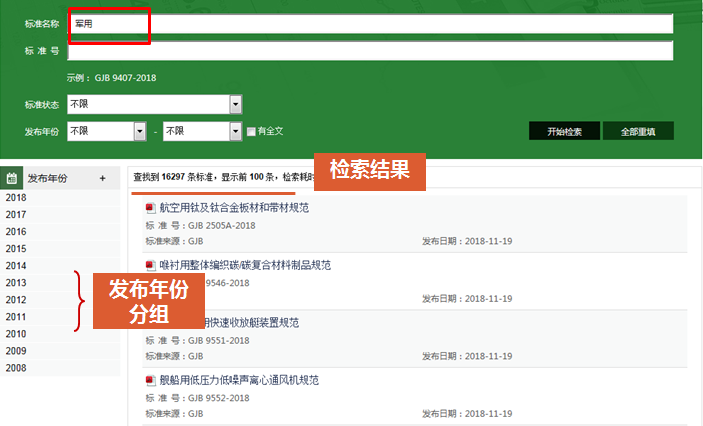 标准名称 军用
标 准 号
示例： GJB 9407-2018
标准状态 不限
发布年份 不限 - 不限 有全文
开始检索 全部重填
发布年份 +
2018
2017
2016
2015
2014
2013
2012
2011
2010
2009
2008
发布年份
分组
查找到 16297 条标准，显示前 100 条，检索耗时
检索结果
航空用钛及钛合金板材和带材规范
标 准 号：GJB 2505A-2018
标准来源：GJB 发布日期：2018-11-19
喉衬用整体编织碳/碳复合材料制品规范
9546-2018
发布日期：2018-11-19
用快速收放艇装置规范
标 准 号：GJB 9551-2018
标准来源：GJB 发布日期：2018-11-19
舰船用低压力低噪声离心通风机规范
标 准 号：GJB 9552-2018
标准来源：GJB 发布日期：2018-11-19